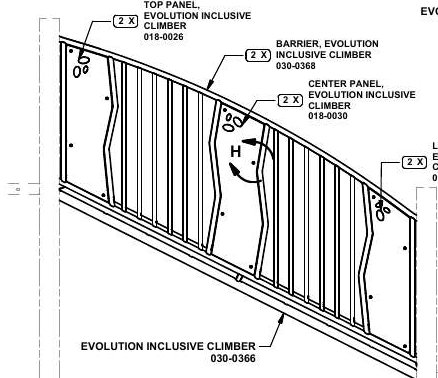 TOP PANEL,
EVOLUTION INCLUSIVE
CLIMBER
018-0026
2 X
EVO
BARRIER, EVOLUTION
INCLUSIVE CLIMBER
030-0368
2 X
CENTER PANEL,
EVOLUTION INCLUSIVE
CLIMBER
018-0030
2 X
H
2 X
L
E
C
0
EVOLUTION INCLUSIVE CLIMBER
030-0366